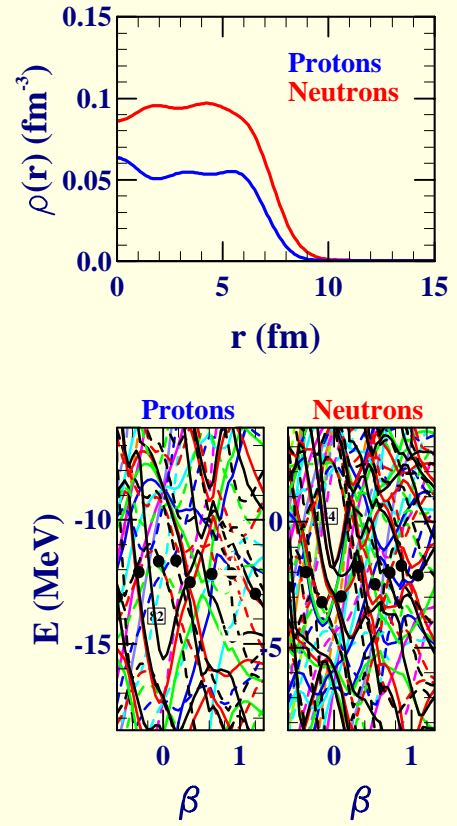 0.15
Protons
Neutrons
0.1
ρ(r) (fm⁻³)
0.05
0.0
0 5 10 15
r (fm)
Protons Neutrons
-10 0
E (MeV)
82
-15 -5
0 1 0 1
β β